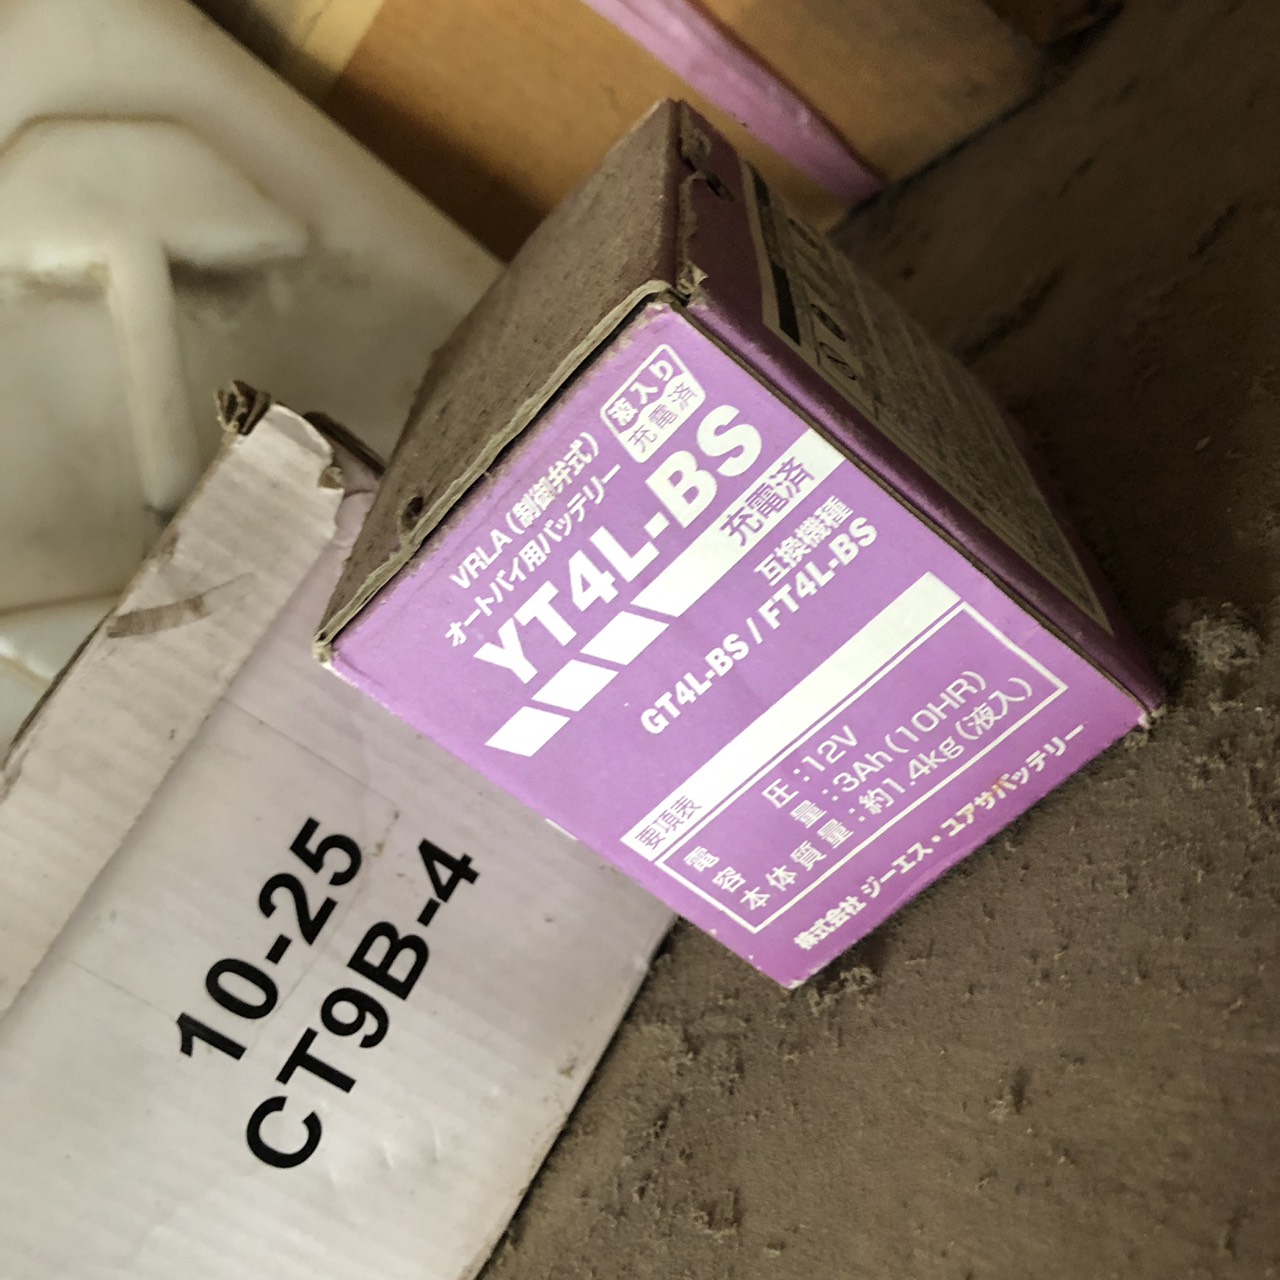 液入り
充電済
VRLA(制御弁式)
オートバイ用バッテリー
YT4L-BS
充電済
互換機種
GT4L-BS / FT4L-BS
要項表
電圧:12V
容量:3Ah(10HR)
本体質量:約1.4kg(液入)
株式会社 ジーエス・ユアサバッテリー
10-25
CT9B-4